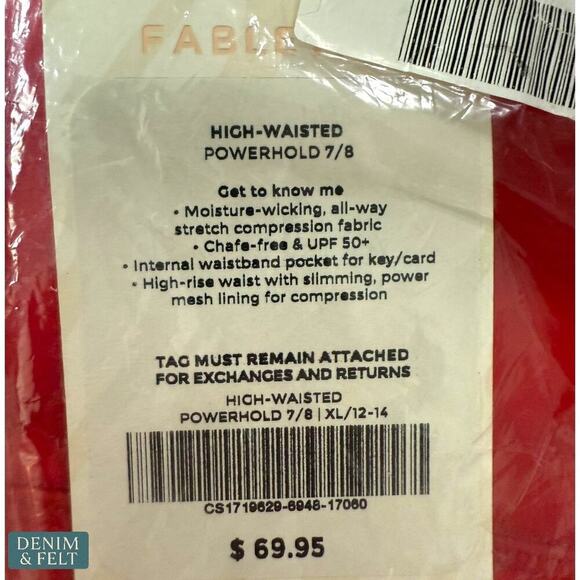 HIGH-WAISTED
POWERHOLD 7/8
Get to know me
• Moisture-wicking, all-way
stretch compression fabric
• Chafe-free & UPF 50+
• Internal waistband pocket for key/card
• High-rise waist with slimming, power
mesh lining for compression
TAG MUST REMAIN ATTACHED
FOR EXCHANGES AND RETURNS
HIGH-WAISTED
POWERHOLD 7/8 | XL/12-14
CS1719629-6948-17060
$ 69.95
DENIM
& FELT